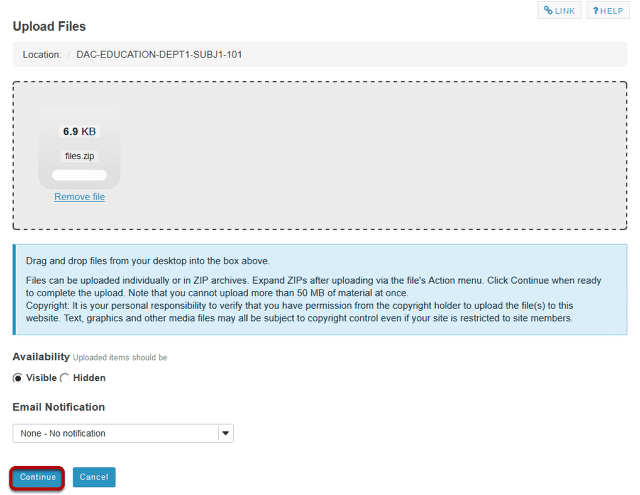 LINK
? HELP
Upload Files
Location: / DAC-EDUCATION-DEPT1-SUBJ1-101
6.9 KB
files.zip
Remove file
Drag and drop files from your desktop into the box above.
Files can be uploaded individually or in ZIP archives. Expand ZIPs after uploading via the file's Action menu. Click Continue when ready
to complete the upload. Note that you cannot upload more than 50 MB of material at once.
Copyright: It is your personal responsibility to verify that you have permission from the copyright holder to upload the file(s) to this
website. Text, graphics and other media files may all be subject to copyright control even if your site is restricted to site members.
Availability Uploaded items should be
Visible Hidden
Email Notification
None - No notification
Continue Cancel